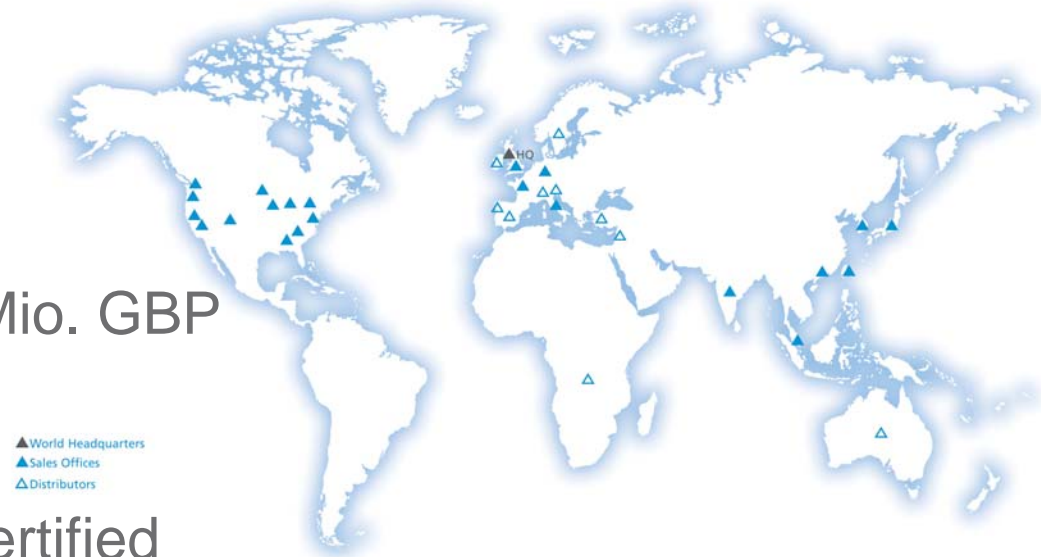 HQ
Mio. GBP
World Headquarters
Sales Offices
Distributors
ertified